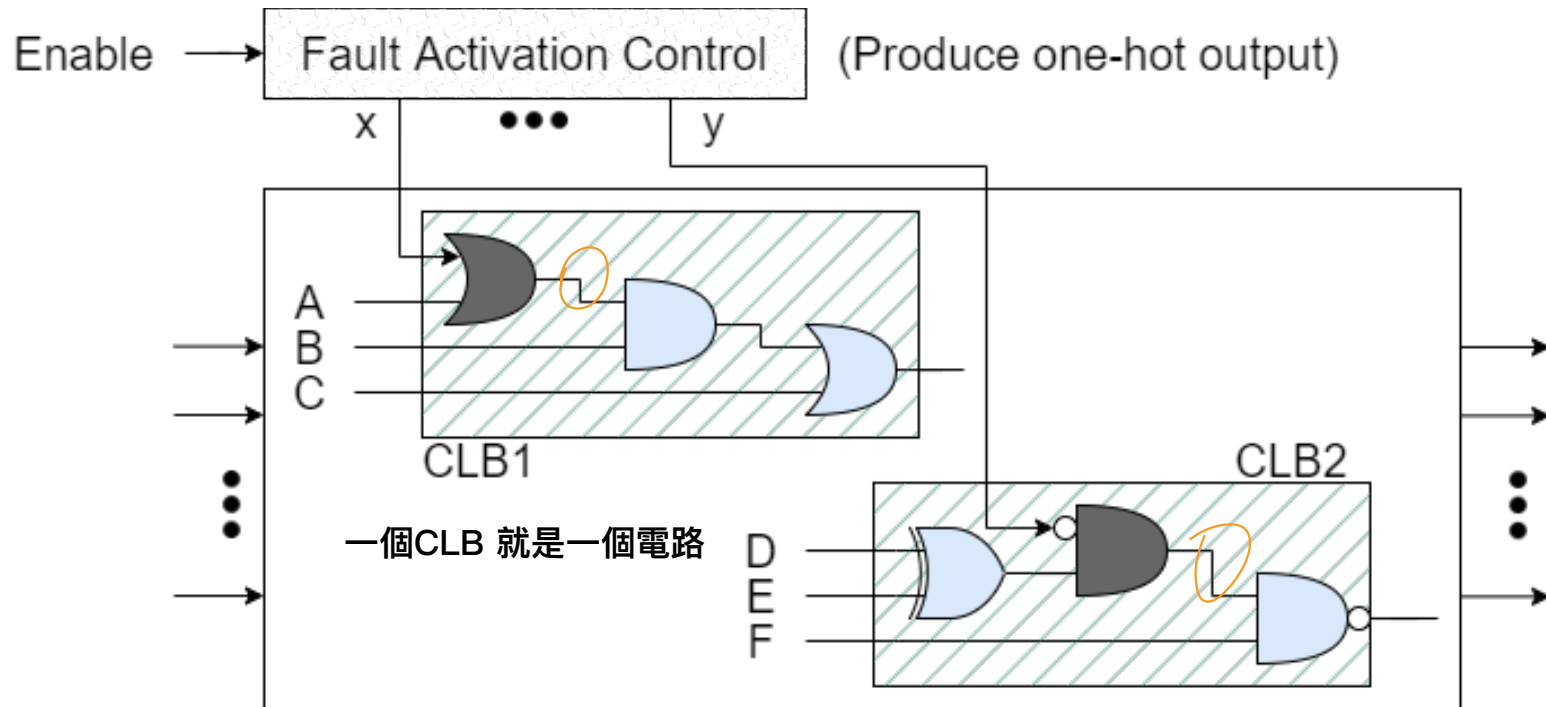 Enable
Fault Activation Control
(Produce one-hot output)
x
y
A
B
C
CLB1
CLB2
一個CLB 就是一個電路
D
E
F